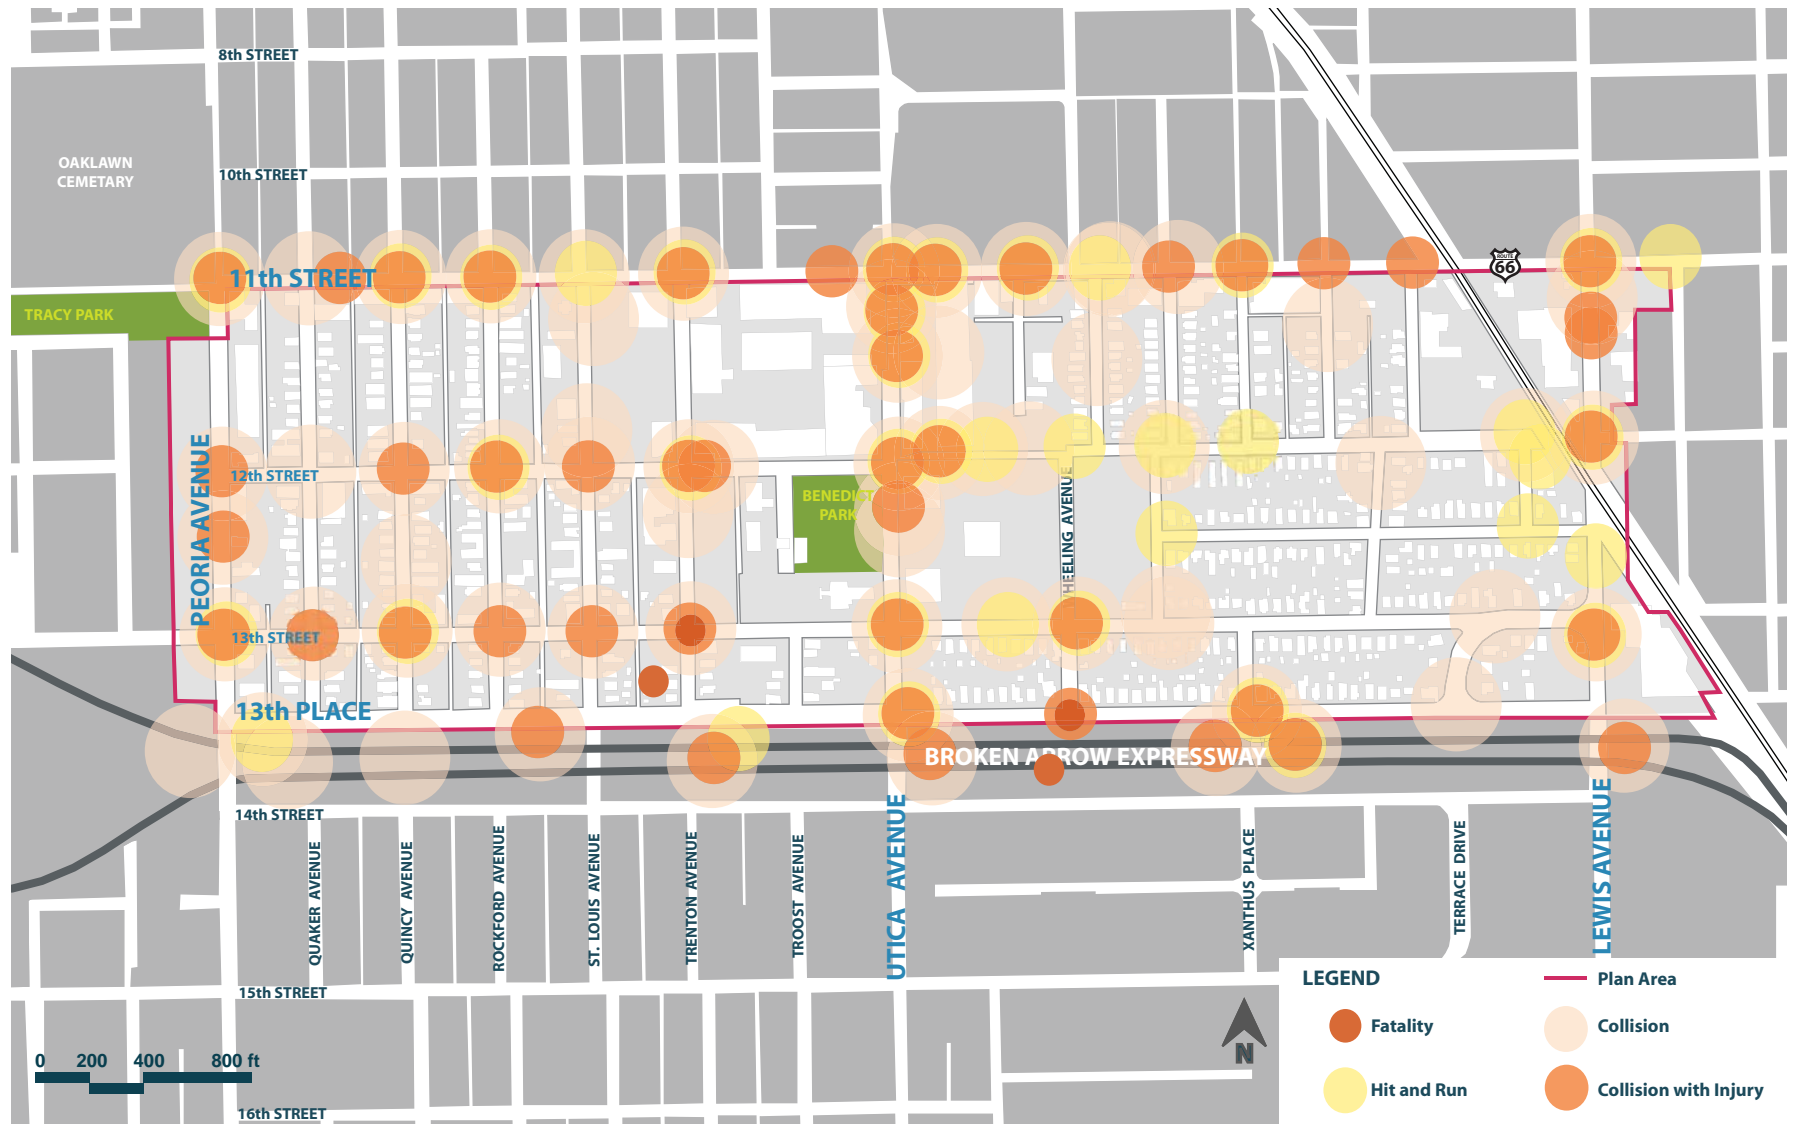 8th STREET
OAKLAWN
CEMETARY
10th STREET
11th STREET
ROUTE
66
TRACY PARK
PEORIA AVENUE
12th STREET
BENEDICT
PARK
WHEELING AVENUE
13th STREET
13th PLACE
BROKEN ARROW EXPRESSWAY
14th STREET
QUAKER AVENUE
QUINCY AVENUE
ROCKFORD AVENUE
ST. LOUIS AVENUE
TRENTON AVENUE
TROOST AVENUE
UTICA AVENUE
XANTHUS PLACE
TERRACE DRIVE
LEWIS AVENUE
15th STREET
16th STREET
0 200 400 800 ft
N
LEGEND
Plan Area
Fatality
Collision
Hit and Run
Collision with Injury